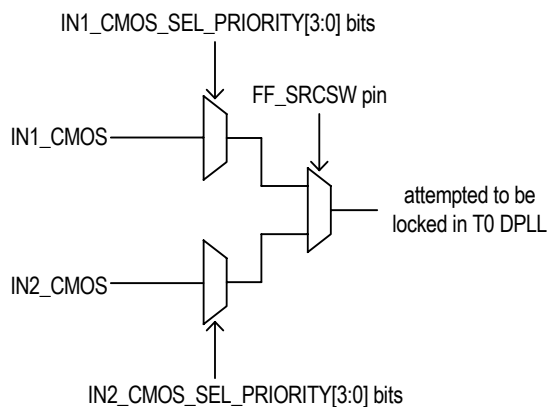 IN1_CMOS_SEL_PRIORITY[3:0] bits
FF_SRCSW pin
IN1_CMOS
attempted to be
locked in T0 DPLL
IN2_CMOS
IN2_CMOS_SEL_PRIORITY[3:0] bits